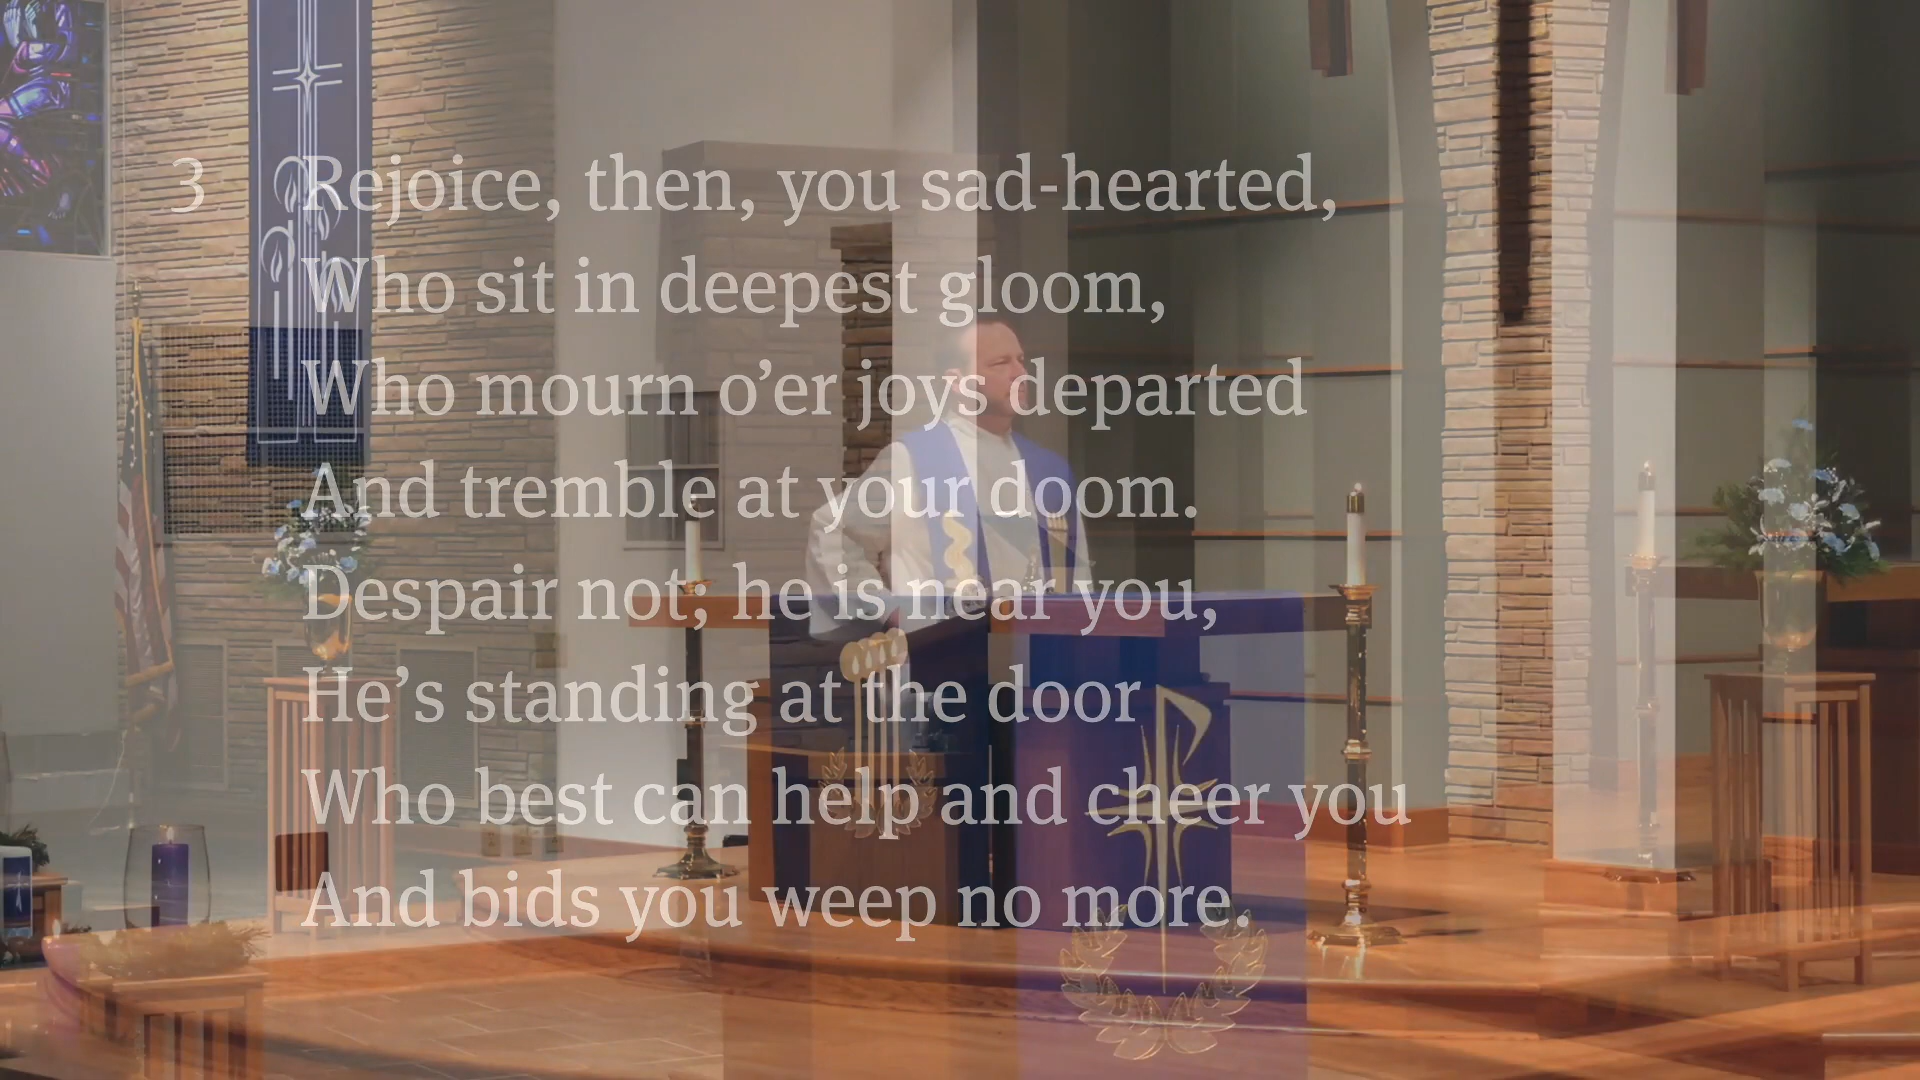 3 Rejoice, then, you sad-hearted,
Who sit in deepest gloom,
Who mourn o’er joys departed
And tremble at your doom.
Despair not; he is near you,
He’s standing at the door
Who best can help and cheer you
And bids you weep no more.